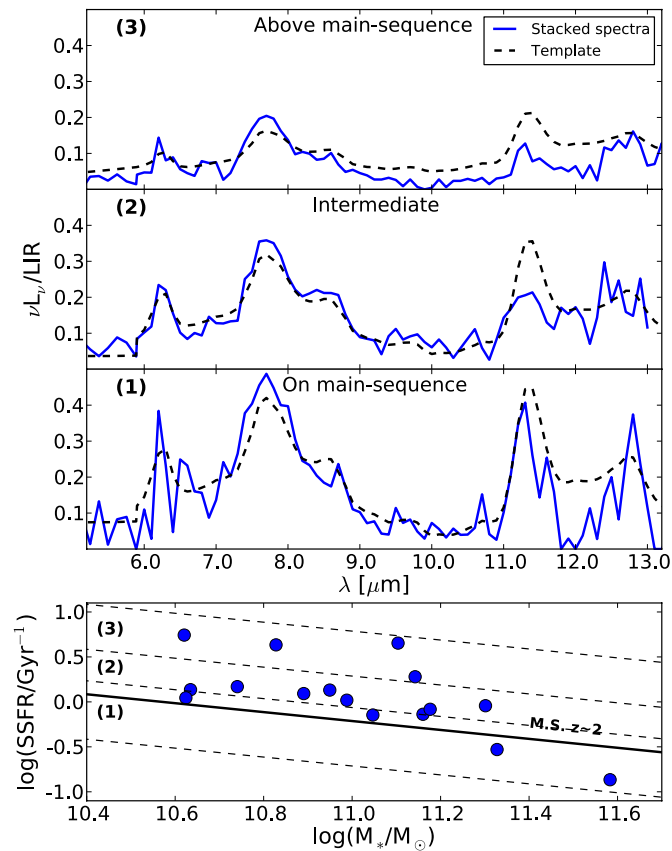 (3) Above main-sequence
Stacked spectra
Template
0.4
0.3
0.2
0.1
(2) Intermediate
0.4
0.3
0.2
0.1
νL_ν/LIR
(1) On main-sequence
0.4
0.3
0.2
0.1
6.0 7.0 8.0 9.0 10.0 11.0 12.0 13.0
λ [μm]
1.0
0.5
0.0
-0.5
-1.0
log(SSFR/Gyr⁻¹)
(3)
(2)
(1)
M.S. z~2
10.4 10.6 10.8 11.0 11.2 11.4 11.6
log(M_*/M_⊙)